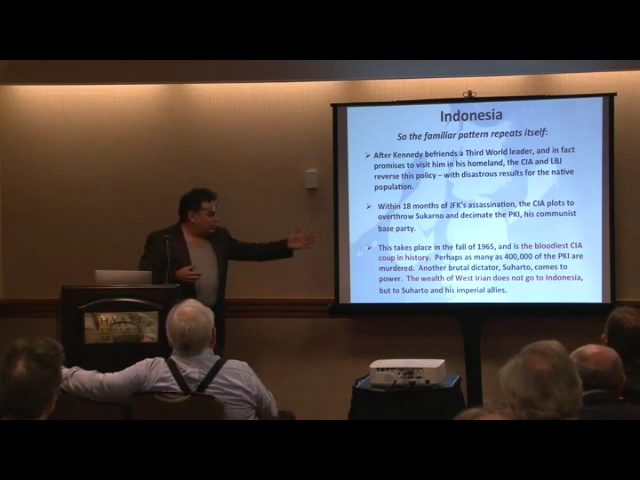 Indonesia
So the familiar pattern repeats itself:
After Kennedy befriends a Third World leader, and in fact
promises to visit him in his homeland, the CIA and LBJ
reverse this policy – with disastrous results for the native
population.
Within 18 months of JFK's assassination, the CIA plots to
overthrow Sukarno and decimate the PKI, his communist
base party.
This takes place in the fall of 1965, and is the bloodiest CIA
coup in history. Perhaps as many as 400,000 of the PKI are
murdered. Another brutal dictator, Suharto, comes to
power. The wealth of West Irian does not go to Indonesia,
but to Suharto and his imperial allies.